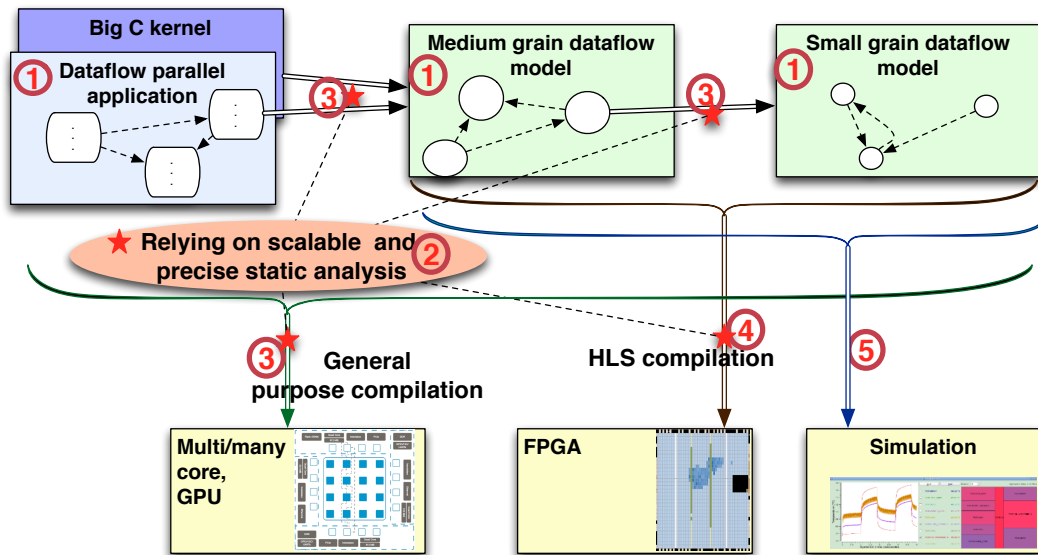 Big C kernel
1
Dataflow parallel
application
3
Medium grain dataflow
model
1
3
Small grain dataflow
model
1
Relying on scalable and
precise static analysis
2
3
General
purpose compilation
HLS compilation
4
5
Multi/many
core,
GPU
FPGA
Simulation